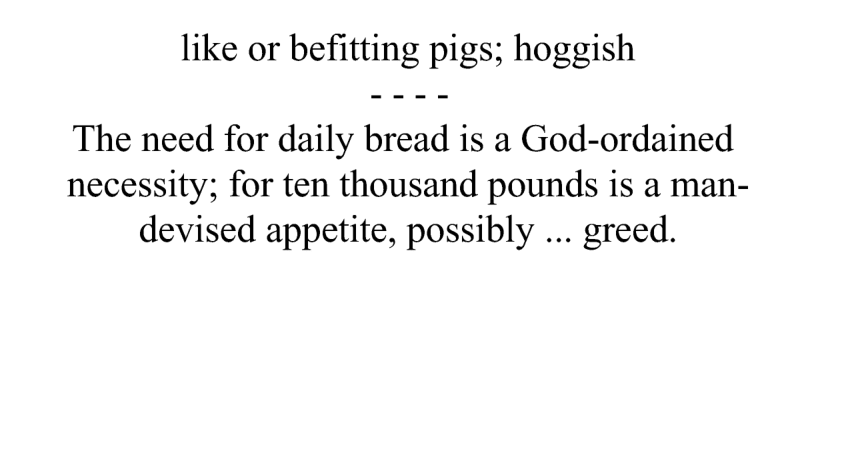 like or befitting pigs; hoggish
- - - -
The need for daily bread is a God-ordained
necessity; for ten thousand pounds is a man-
devised appetite, possibly ... greed.